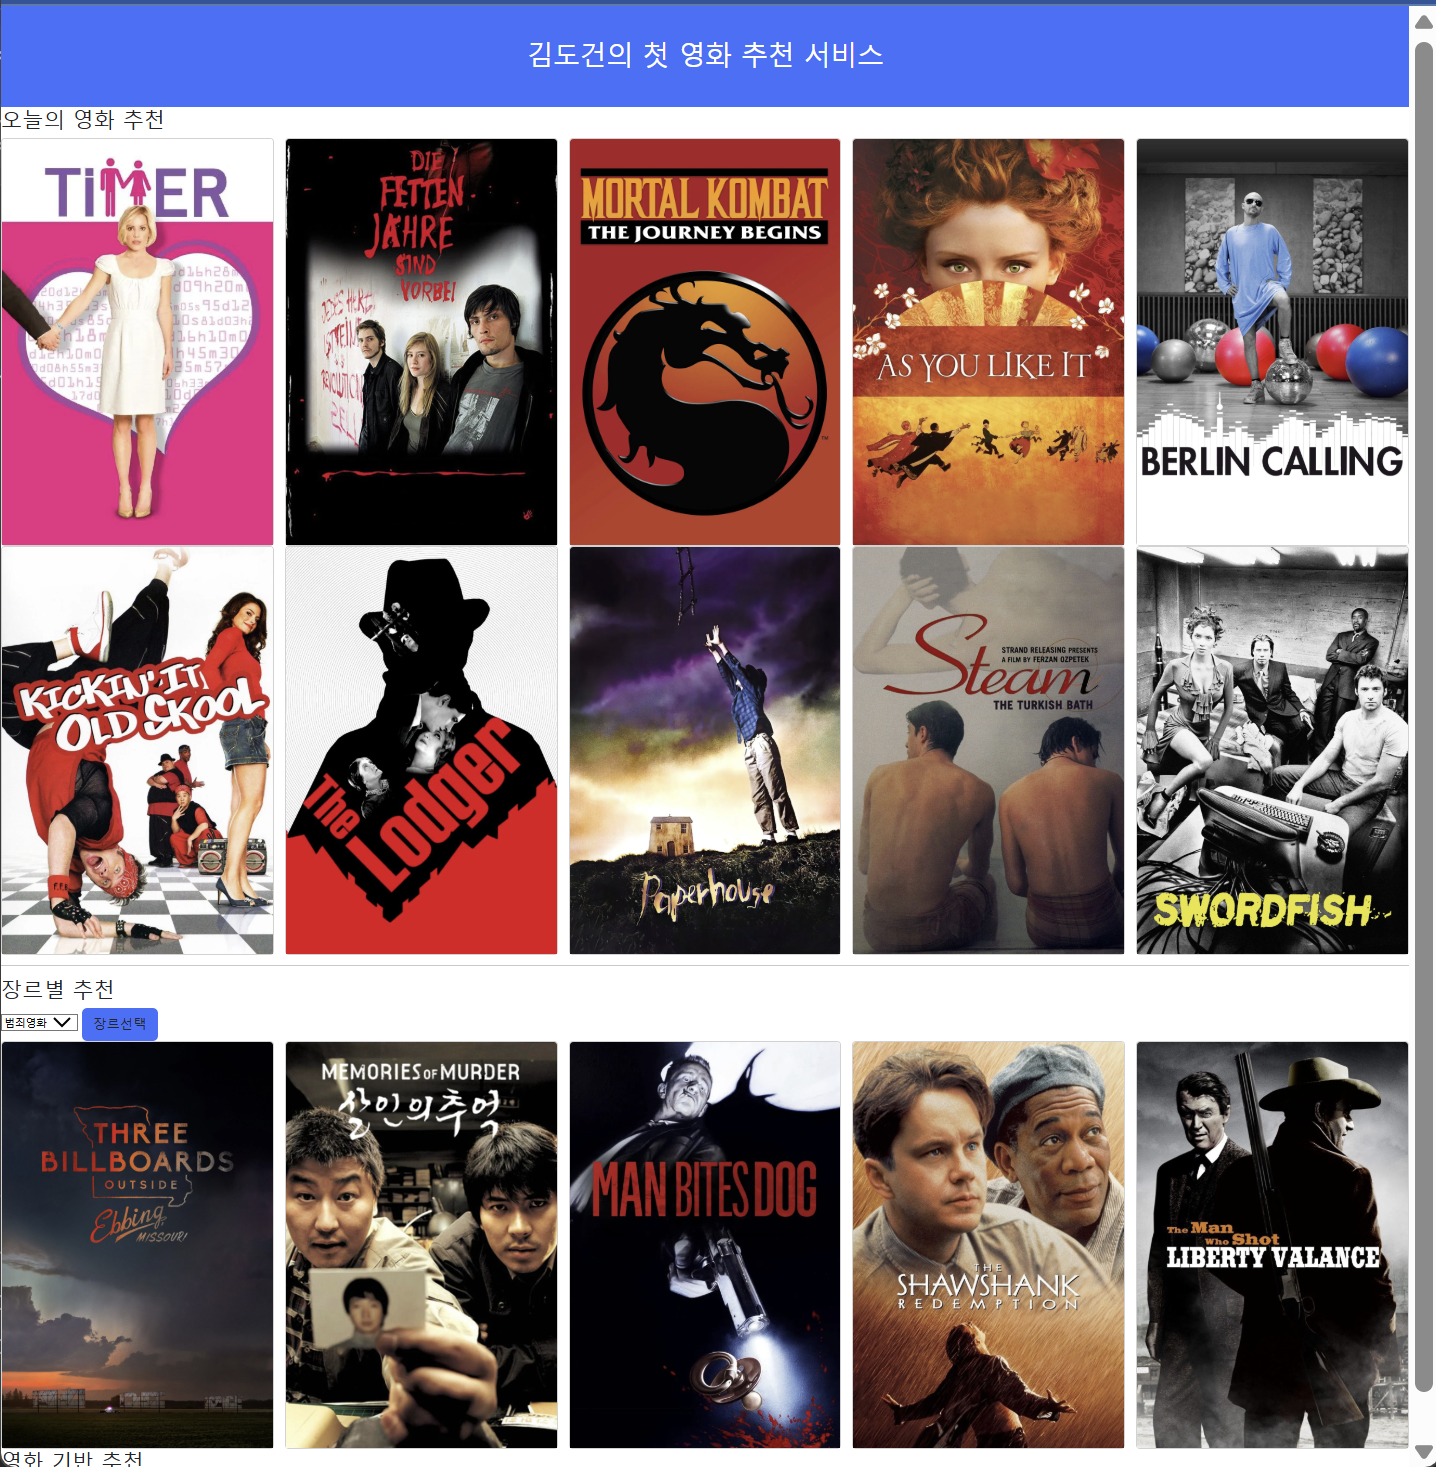 김도건의 첫 영화 추천 서비스
오늘의 영화 추천
TiMER
DIE
FETTEN
JAHRE
SIND
VORBEI
MORTAL KOMBAT
THE JOURNEY BEGINS
AS YOU LIKE IT
BERLIN CALLING
KICKIN' IT
OLD SKOOL
The
Lodger
Paperhouse
STRAND RELEASING PRESENTS
A FILM BY FERZAN OZPETEK
Steam
THE TURKISH BATH
SWORDFISH
장르별 추천
범죄영화
장르선택
THREE
BILLBOARDS
OUTSIDE
Ebbing,
MISSOURI
MEMORIES OF MURDER
살인의추억
MAN BITES DOG
THE
SHAWSHANK
REDEMPTION
The Man
Who Shot
LIBERTY VALANCE
영화 기반 추천